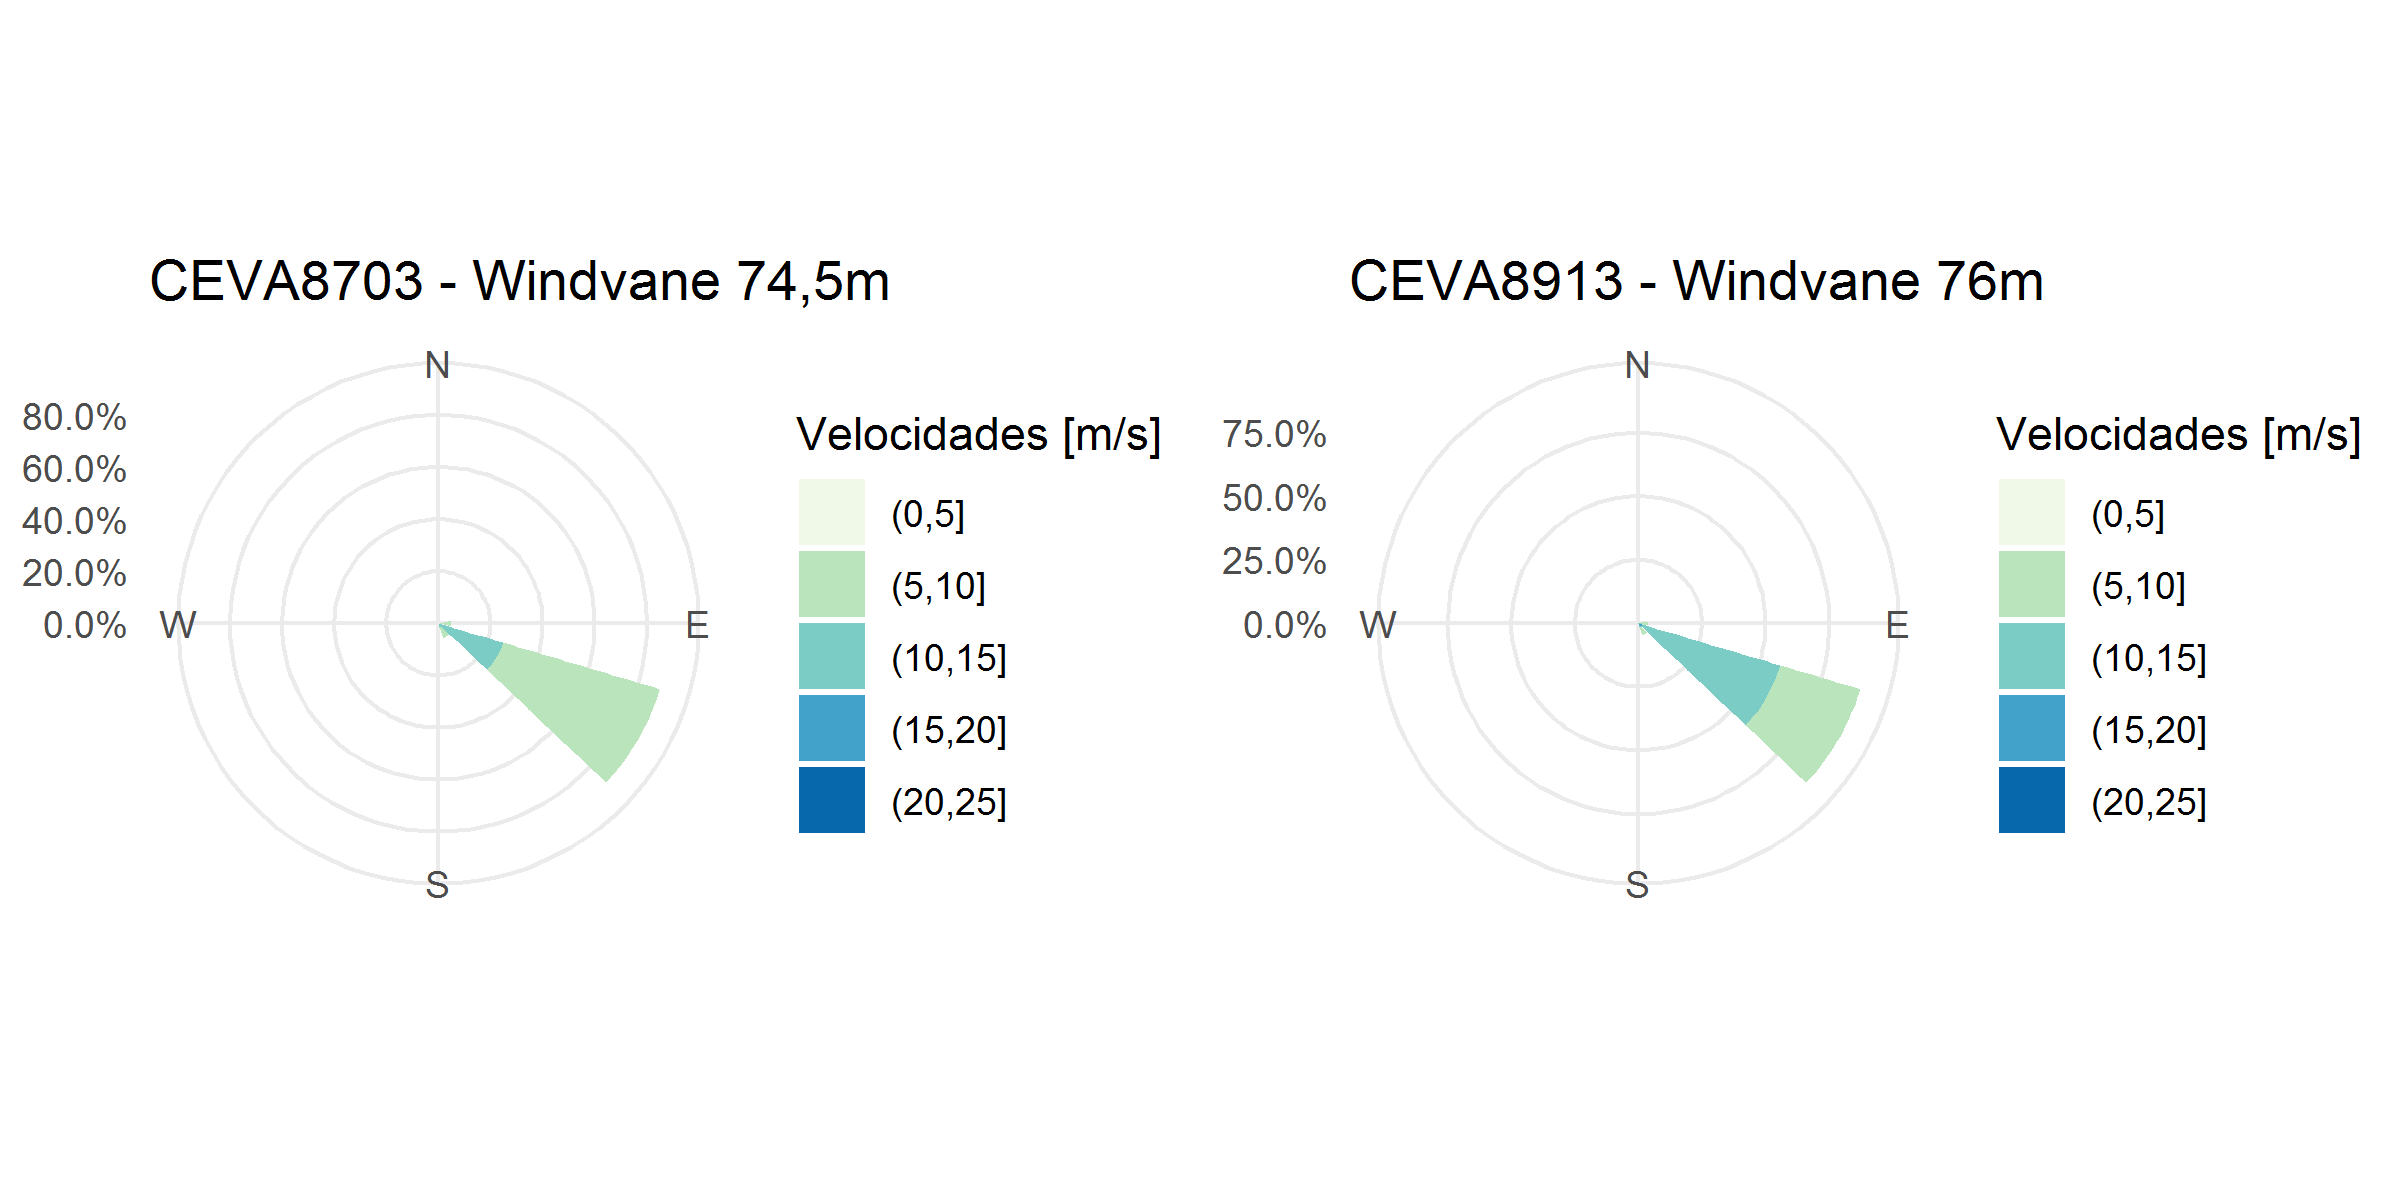 CEVA8703 - Windvane 74,5m
N
80.0%
60.0%
40.0%
20.0%
0.0%
W
E
S
Velocidades [m/s]
(0,5]
(5,10]
(10,15]
(15,20]
(20,25]
CEVA8913 - Windvane 76m
N
75.0%
50.0%
25.0%
0.0%
W
E
S
Velocidades [m/s]
(0,5]
(5,10]
(10,15]
(15,20]
(20,25]